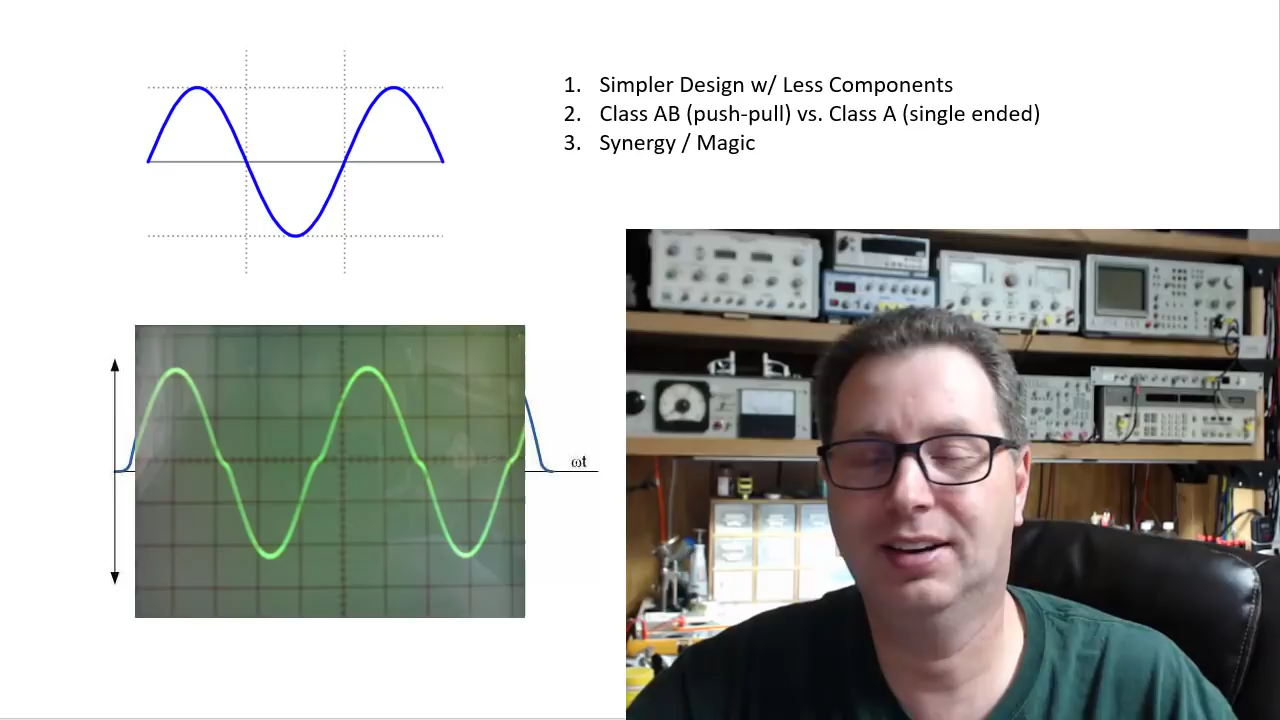 1. Simpler Design w/ Less Components
2. Class AB (push-pull) vs. Class A (single ended)
3. Synergy / Magic
ωt